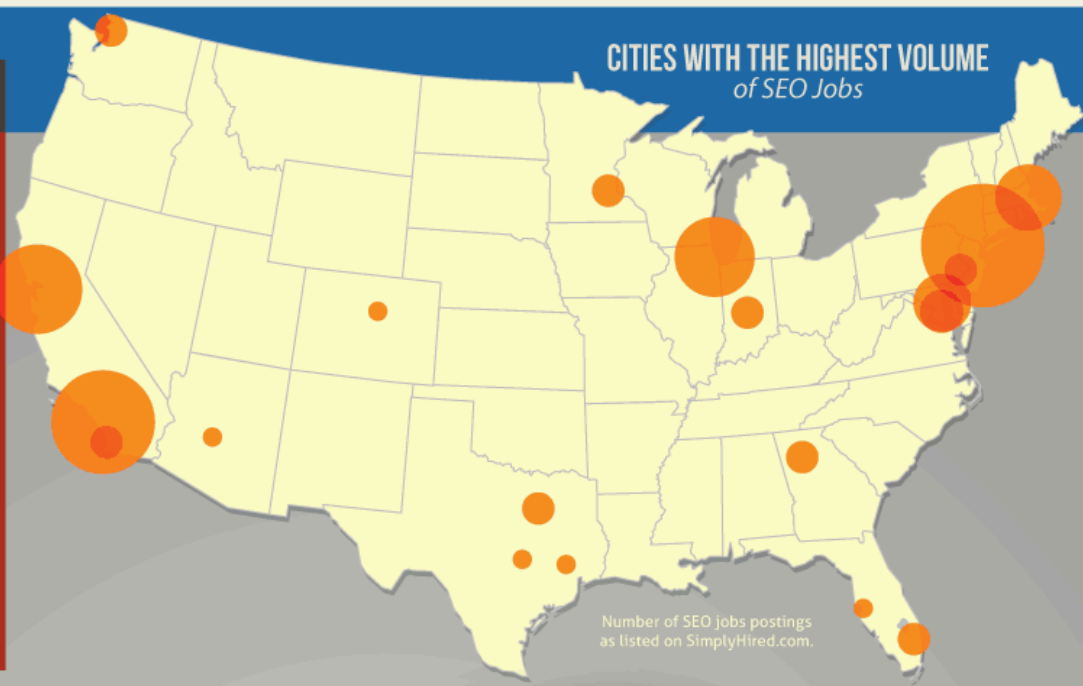 CITIES WITH THE HIGHEST VOLUME
of SEO Jobs
Number of SEO jobs postings
as listed on SimplyHired.com.